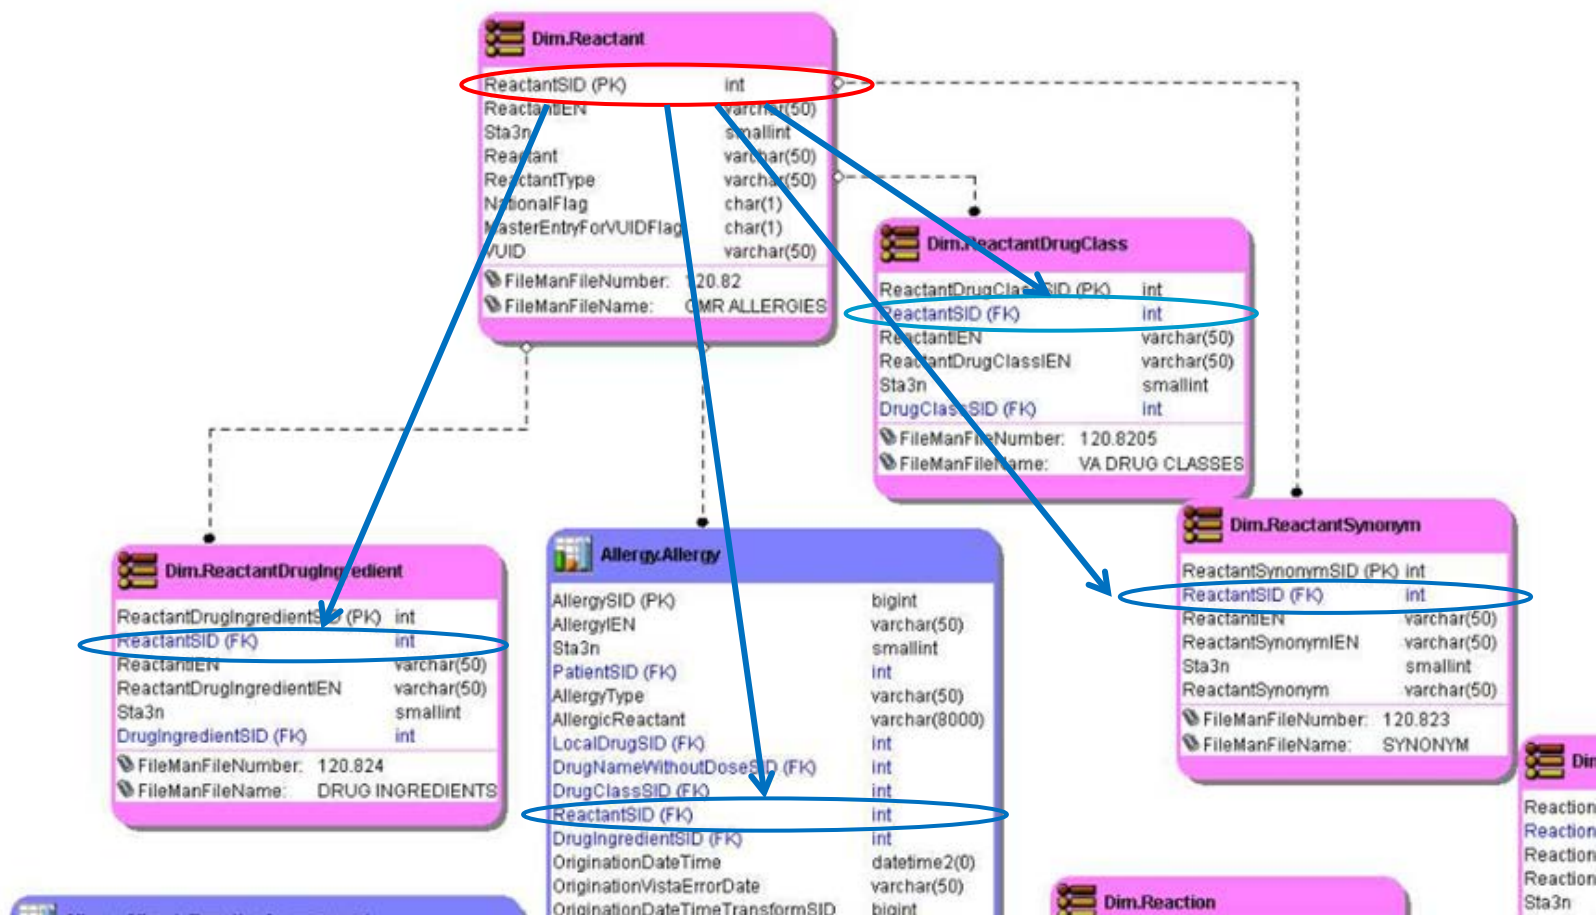 Dim.Reactant
ReactantSID (PK) int
ReactantIEN varchar(50)
Sta3n smallint
Reactant varchar(50)
ReactantType varchar(50)
NationalFlag char(1)
MasterEntryForVUIDFlag char(1)
VUID varchar(50)
FileManFileNumber: 120.82
FileManFileName: GMR ALLERGIES
Dim.ReactantDrugClass
ReactantDrugClassSID (PK) int
ReactantSID (FK) int
ReactantIEN varchar(50)
ReactantDrugClassIEN varchar(50)
Sta3n smallint
DrugClassSID (FK) int
FileManFileNumber: 120.8205
FileManFileName: VA DRUG CLASSES
Dim.ReactantSynonym
ReactantSynonymSID (PK) int
ReactantSID (FK) int
ReactantIEN varchar(50)
ReactantSynonymIEN varchar(50)
Sta3n smallint
ReactantSynonym varchar(50)
FileManFileNumber: 120.823
FileManFileName: SYNONYM
Dim.ReactantDrugIngredient
ReactantDrugIngredientSID (PK) int
ReactantSID (FK) int
ReactantIEN varchar(50)
ReactantDrugIngredientIEN varchar(50)
Sta3n smallint
DrugIngredientSID (FK) int
FileManFileNumber: 120.824
FileManFileName: DRUG INGREDIENTS
Allergy.Allergy
AllergySID (PK) bigint
AllergyIEN varchar(50)
Sta3n smallint
PatientSID (FK) int
AllergyType varchar(50)
AllergicReactant varchar(8000)
LocalDrugSID (FK) int
DrugNameWithoutDoseSID (FK) int
DrugClassSID (FK) int
ReactantSID (FK) int
DrugIngredientSID (FK) int
OriginationDateTime datetime2(0)
OriginationVistaErrorDate varchar(50)
OriginationDateTimeTransformSID bigint
Dim.Reaction
Reaction
Reaction
Reaction
Reaction
Sta3n